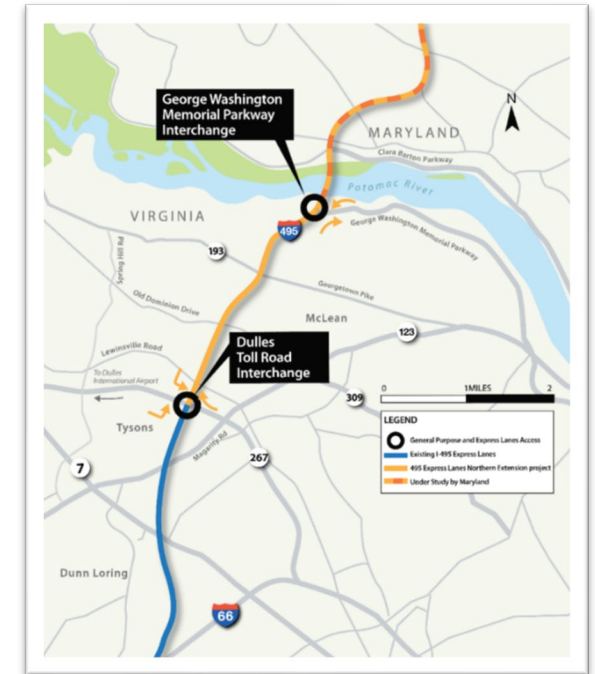 George Washington
Memorial Parkway
Interchange
N
MARYLAND
Clara Barton Parkway
Potomac River
VIRGINIA
495
George Washington Memorial Parkway
193
Spring Hill Rd
Georgetown Pike
Old Dominion Drive
McLean
123
Dulles
Toll Road
Interchange
Lewinsville Road
To Dulles
International Airport
0 1MILES 2
309
LEGEND
General Purpose and Express Lanes Access
Existing I-495 Express Lanes
495 Express Lanes Northern Extension project
Under Study by Maryland
Tysons
Magarity Rd
267
7
Dunn Loring
66